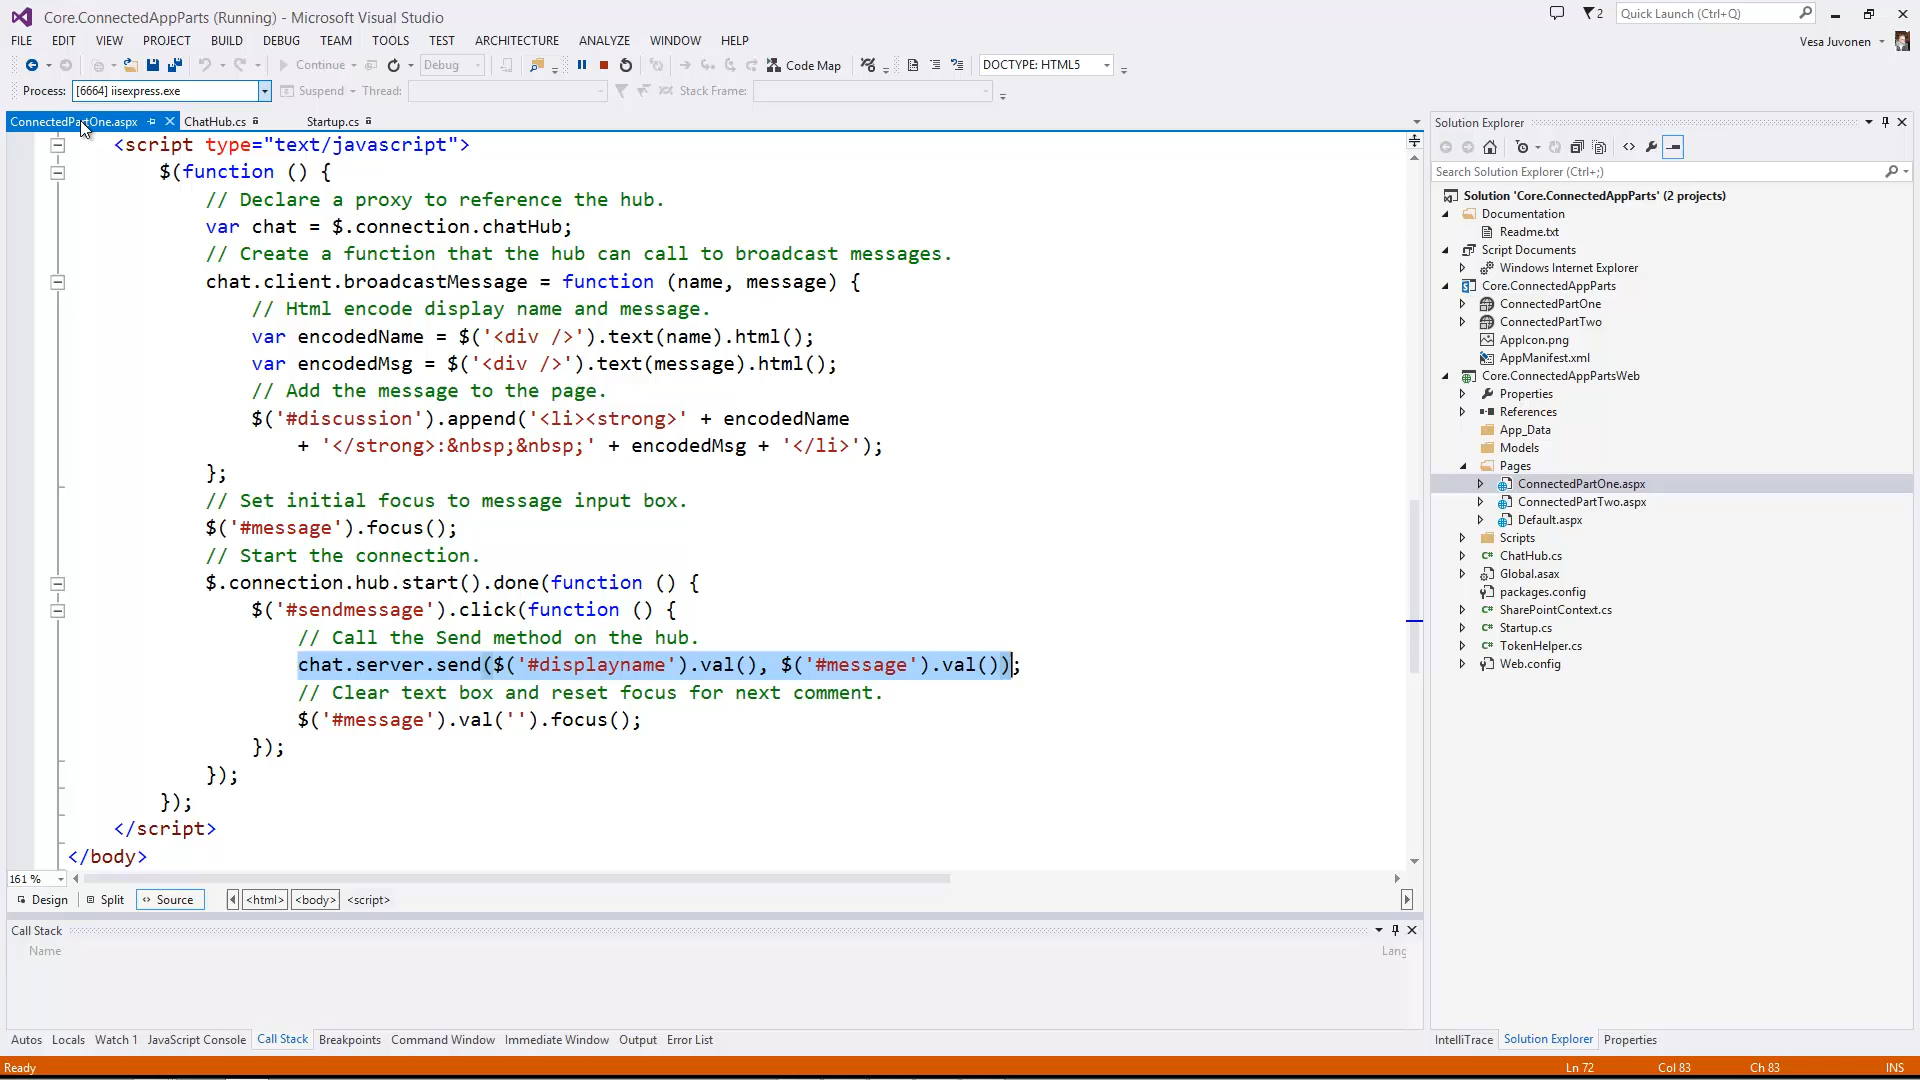 Core.ConnectedAppParts (Running) - Microsoft Visual Studio
2
Quick Launch (Ctrl+Q)
FILE EDIT VIEW PROJECT BUILD DEBUG TEAM TOOLS TEST ARCHITECTURE ANALYZE WINDOW HELP
Vesa Juvonen
Continue Debug Code Map DOCTYPE: HTML5
Process: [6664] iisexpress.exe Suspend Thread: Stack Frame:
ConnectedPartOne.aspx ChatHub.cs Startup.cs
<script type="text/javascript">
$(function () {
// Declare a proxy to reference the hub.
var chat = $.connection.chatHub;
// Create a function that the hub can call to broadcast messages.
chat.client.broadcastMessage = function (name, message) {
// Html encode display name and message.
var encodedName = $('<div />').text(name).html();
var encodedMsg = $('<div />').text(message).html();
// Add the message to the page.
$('#discussion').append('<li><strong>' + encodedName
+ '</strong>:&nbsp;&nbsp;' + encodedMsg + '</li>');
};
// Set initial focus to message input box.
$('#message').focus();
// Start the connection.
$.connection.hub.start().done(function () {
$('#sendmessage').click(function () {
// Call the Send method on the hub.
chat.server.send($('#displayname').val(), $('#message').val());
// Clear text box and reset focus for next comment.
$('#message').val('').focus();
});
});
});
</script>
</body>
161 %
Design Split Source <html> <body> <script>
Call Stack
Name Lang
Autos Locals Watch 1 JavaScript Console Call Stack Breakpoints Command Window Immediate Window Output Error List
Solution Explorer
Search Solution Explorer (Ctrl+;)
Solution 'Core.ConnectedAppParts' (2 projects)
Documentation
Readme.txt
Script Documents
Windows Internet Explorer
Core.ConnectedAppParts
ConnectedPartOne
ConnectedPartTwo
AppIcon.png
AppManifest.xml
Core.ConnectedAppPartsWeb
Properties
References
App_Data
Models
Pages
ConnectedPartOne.aspx
ConnectedPartTwo.aspx
Default.aspx
Scripts
ChatHub.cs
Global.asax
packages.config
SharePointContext.cs
Startup.cs
TokenHelper.cs
Web.config
IntelliTrace Solution Explorer Properties
Ready Ln 72 Col 83 Ch 83 INS